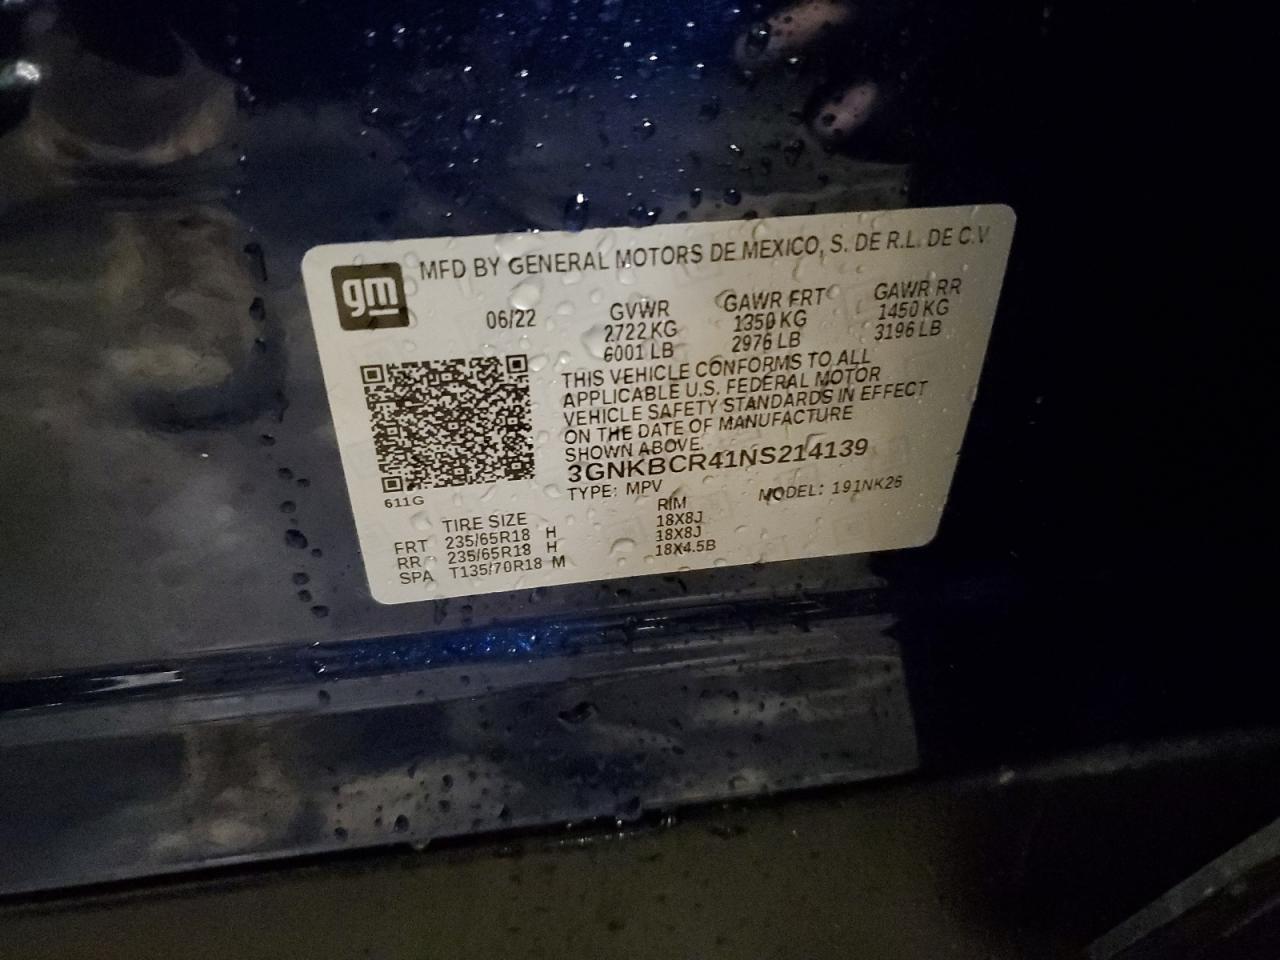 gm
MFD BY GENERAL MOTORS DE MEXICO, S. DE R.L. DE C.V.
06/22 GVWR GAWR FRT GAWR RR
2722 KG 1350 KG 1450 KG
6001 LB 2976 LB 3196 LB
THIS VEHICLE CONFORMS TO ALL
APPLICABLE U.S. FEDERAL MOTOR
VEHICLE SAFETY STANDARDS IN EFFECT
ON THE DATE OF MANUFACTURE
SHOWN ABOVE.
3GNKBCR41NS214139
TYPE: MPV MODEL: 191NK26
611G
TIRE SIZE RIM
FRT 235/65R18 H 18X8J
RR 235/65R18 H 18X8J
SPA T135/70R18 M 18X4.5B